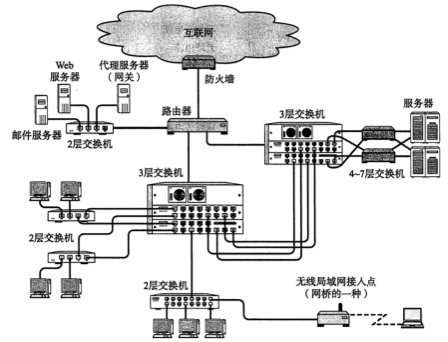 互联网
防火墙
Web
服务器
代理服务器
（网关）
邮件服务器
2层交换机
路由器
3层交换机
服务器
4~7层交换机
3层交换机
2层交换机
2层交换机
无线局域网接入点
（网桥的一种）